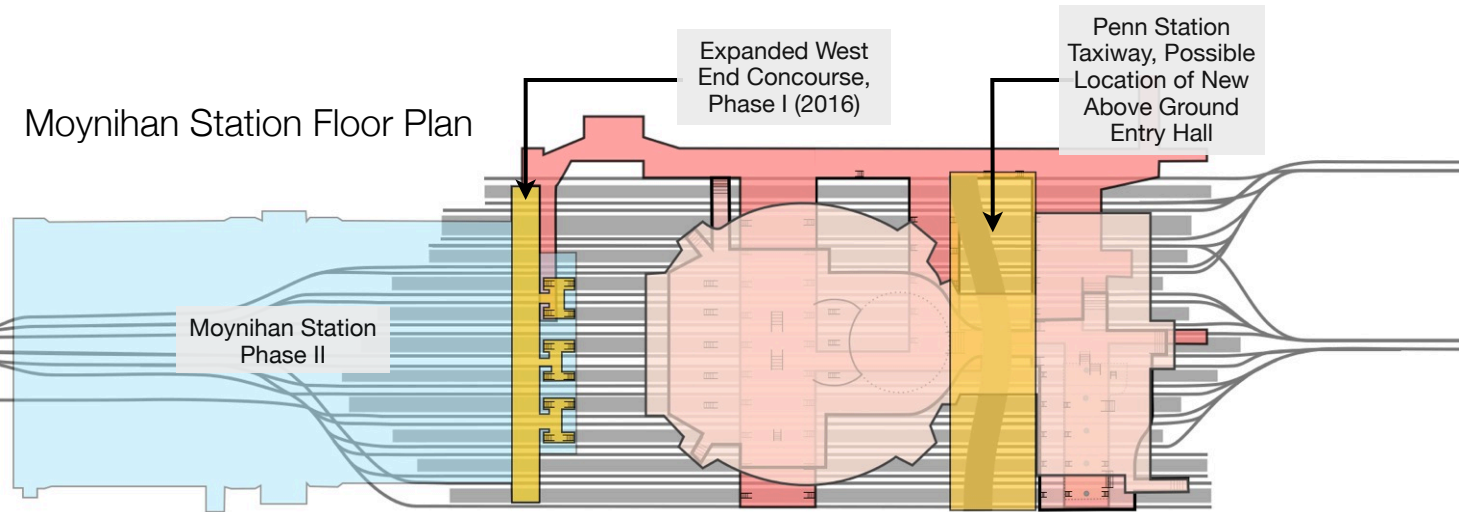 Moynihan Station Floor Plan
Expanded West
End Concourse,
Phase I (2016)
Penn Station
Taxiway, Possible
Location of New
Above Ground
Entry Hall
Moynihan Station
Phase II